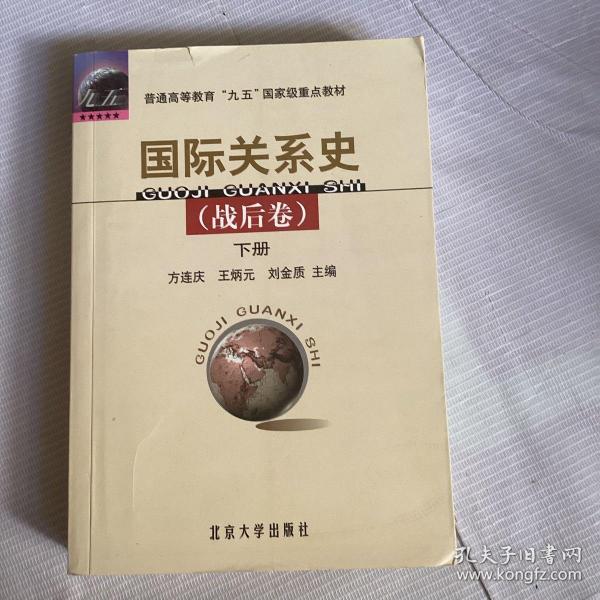 九五
★★★★★
普通高等教育“九五”国家级重点教材
国际关系史
GUOJI GUANXI SHI
(战后卷)
下册
方连庆 王炳元 刘金质 主编
GUOJI GUANXI SHI
北京大学出版社
孔夫子旧书网
www.kongfz.com